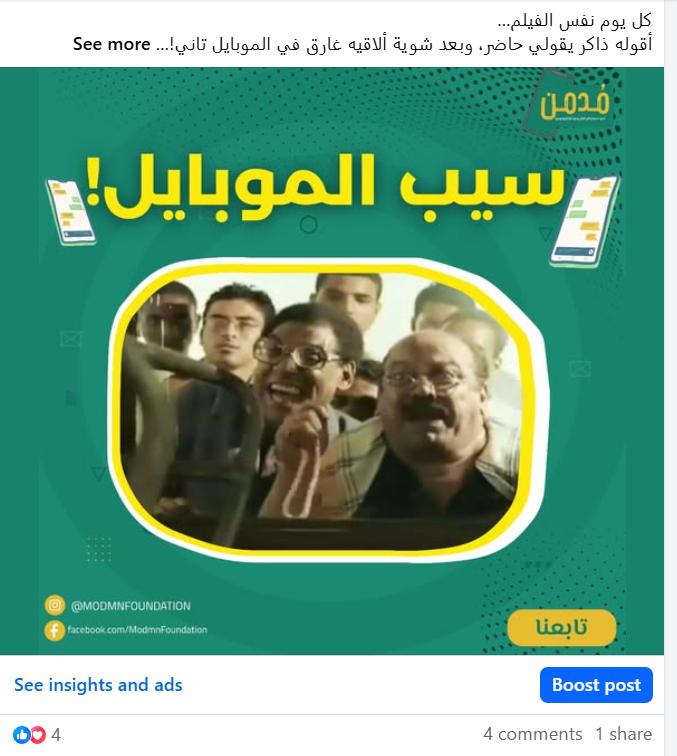 كل يوم نفس الفيلم...
أقوله ذاكر يقولي حاضر، وبعد شوية ألاقيه غارق في الموبايل تاني!... See more
مُدمن
سيب الموبايل!
@MODMNFOUNDATION
facebook.com/ModmnFoundation
تابعنا
See insights and ads
Boost post
4
4 comments 1 share